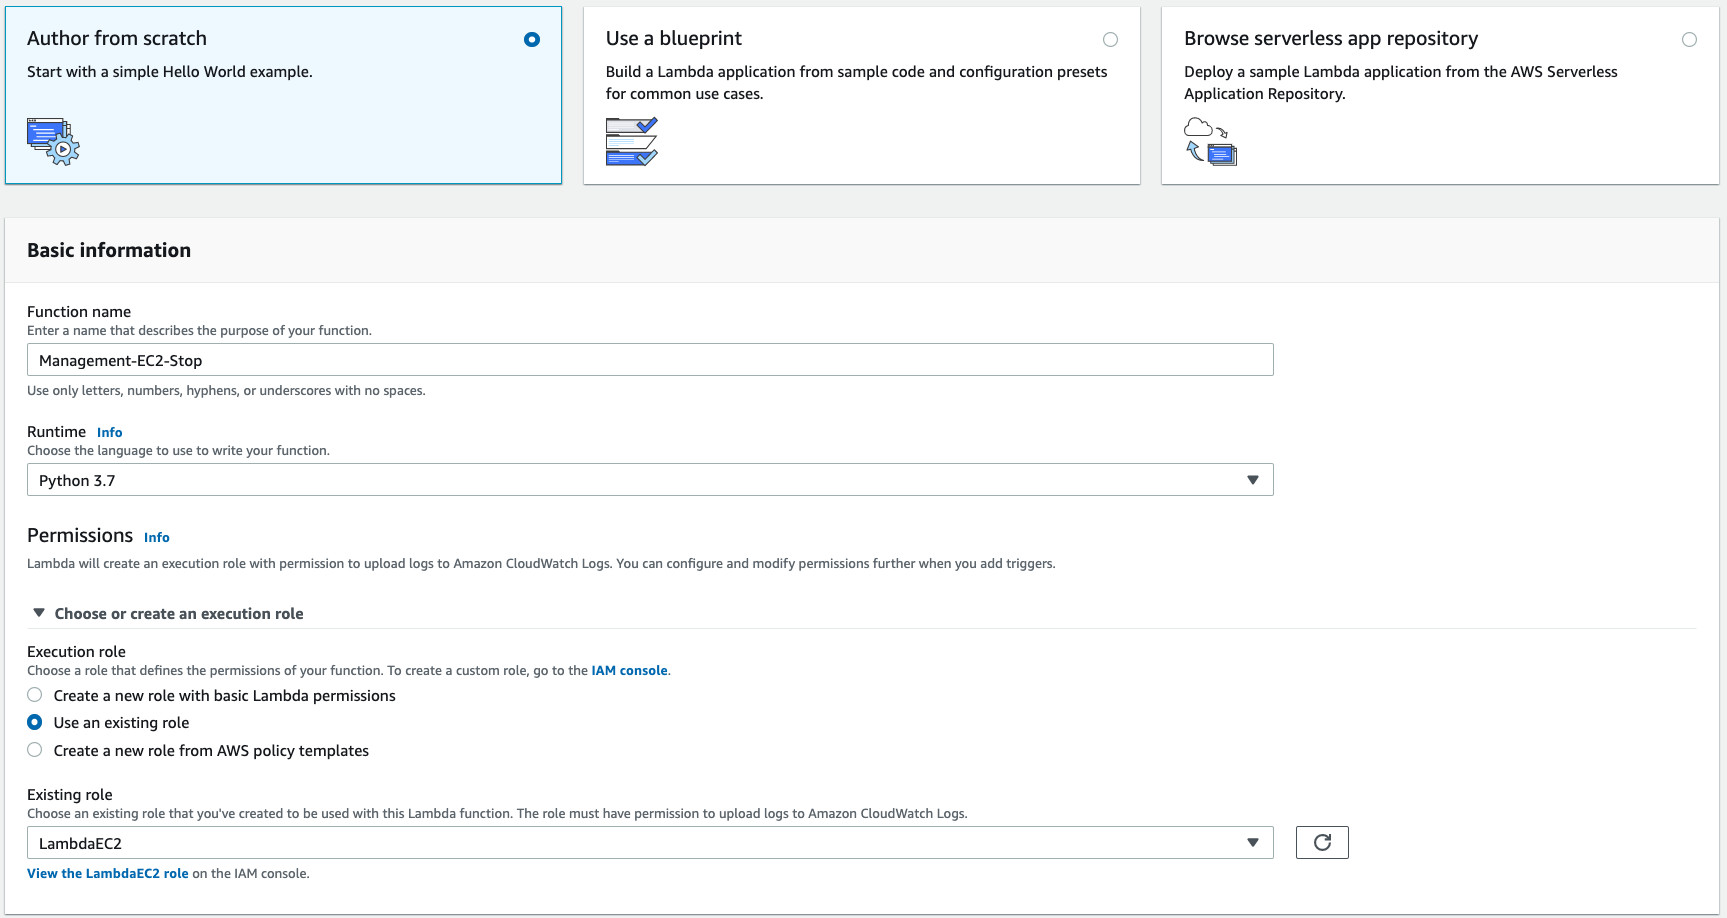 Author from scratch
Start with a simple Hello World example.
Use a blueprint
Build a Lambda application from sample code and configuration presets
for common use cases.
Browse serverless app repository
Deploy a sample Lambda application from the AWS Serverless
Application Repository.
Basic information
Function name
Enter a name that describes the purpose of your function.
Management-EC2-Stop
Use only letters, numbers, hyphens, or underscores with no spaces.
Runtime Info
Choose the language to use to write your function.
Python 3.7
Permissions Info
Lambda will create an execution role with permission to upload logs to Amazon CloudWatch Logs. You can configure and modify permissions further when you add triggers.
Choose or create an execution role
Execution role
Choose a role that defines the permissions of your function. To create a custom role, go to the IAM console.
Create a new role with basic Lambda permissions
Use an existing role
Create a new role from AWS policy templates
Existing role
Choose an existing role that you've created to be used with this Lambda function. The role must have permission to upload logs to Amazon CloudWatch Logs.
LambdaEC2
View the LambdaEC2 role on the IAM console.